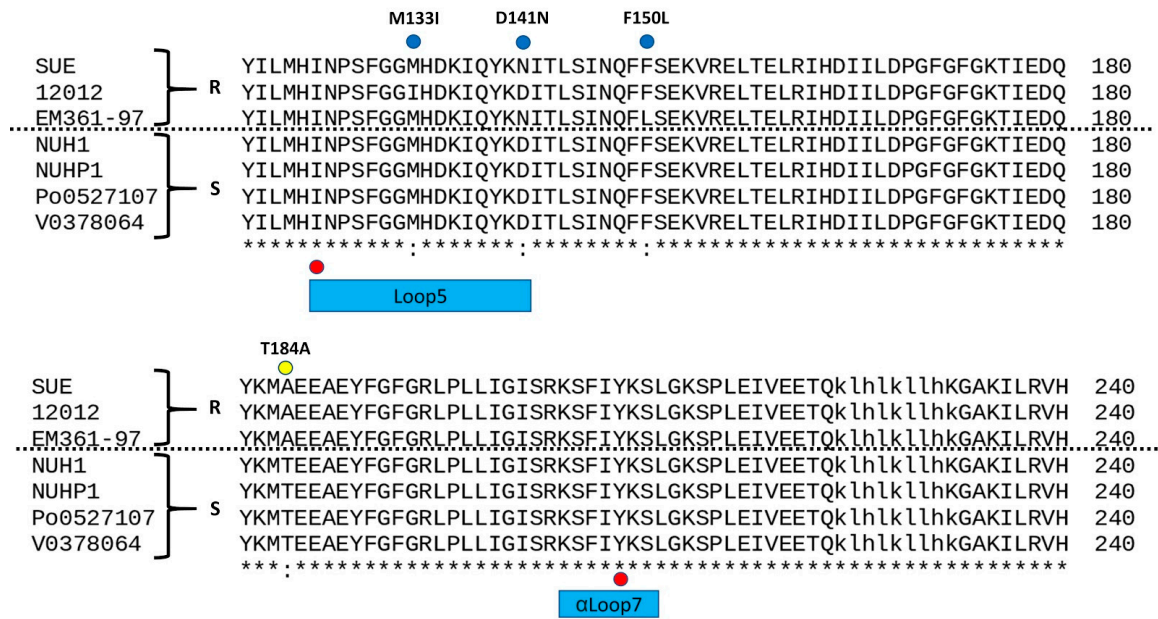 M133I D141N F150L
SUE YILMHINPSFGGMHDKIQYKNITLSINQFFSEKVRELTELRIHDIILDPGFGFGKTIEDQ 180
12012 R YILMHINPSFGGIHDKIQYKDITLSINQFFSEKVRELTELRIHDIILDPGFGFGKTIEDQ 180
EM361-97 YILMHINPSFGGMHDKIQYKNITLSINQFLSEKVRELTELRIHDIILDPGFGFGKTIEDQ 180
NUH1 YILMHINPSFGGMHDKIQYKDITLSINQFFSEKVRELTELRIHDIILDPGFGFGKTIEDQ 180
NUHP1 YILMHINPSFGGMHDKIQYKDITLSINQFFSEKVRELTELRIHDIILDPGFGFGKTIEDQ 180
Po0527107 S YILMHINPSFGGMHDKIQYKDITLSINQFFSEKVRELTELRIHDIILDPGFGFGKTIEDQ 180
V0378064 YILMHINPSFGGMHDKIQYKDITLSINQFFSEKVRELTELRIHDIILDPGFGFGKTIEDQ 180
************:*******:********:******************************
Loop5
T184A
SUE YKMAEEAEYFGFGRLPLLIGISRKSFIYKSLGKSPLEIVEETQklhlkllhKGAKILRVH 240
12012 R YKMAEEAEYFGFGRLPLLIGISRKSFIYKSLGKSPLEIVEETQklhlkllhKGAKILRVH 240
EM361-97 YKMAEEAEYFGFGRLPLLIGISRKSFIYKSLGKSPLEIVEETQklhlkllhKGAKILRVH 240
NUH1 YKMTEEAEYFGFGRLPLLIGISRKSFIYKSLGKSPLEIVEETQklhlkllhkGAKILRVH 240
NUHP1 YKMTEEAEYFGFGRLPLLIGISRKSFIYKSLGKSPLEIVEETQklhlkllhkGAKILRVH 240
Po0527107 S YKMTEEAEYFGFGRLPLLIGISRKSFIYKSLGKSPLEIVEETQklhlkllhkGAKILRVH 240
V0378064 YKMTEEAEYFGFGRLPLLIGISRKSFIYKSLGKSPLEIVEETQklhlkllhkGAKILRVH 240
***:********************************************************
αLoop7